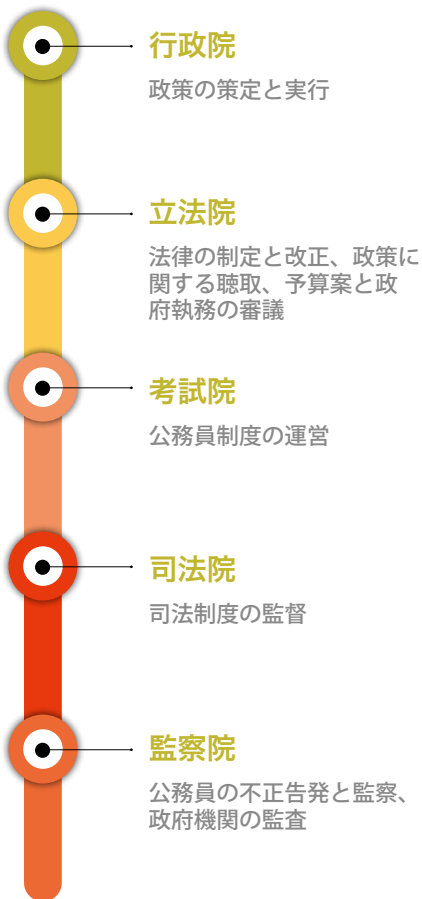 行政院
政策の策定と実行
立法院
法律の制定と改正、政策に
関する聴取、予算案と政
府執務の審議
考試院
公務員制度の運営
司法院
司法制度の監督
監察院
公務員の不正告発と監察、
政府機関の監査